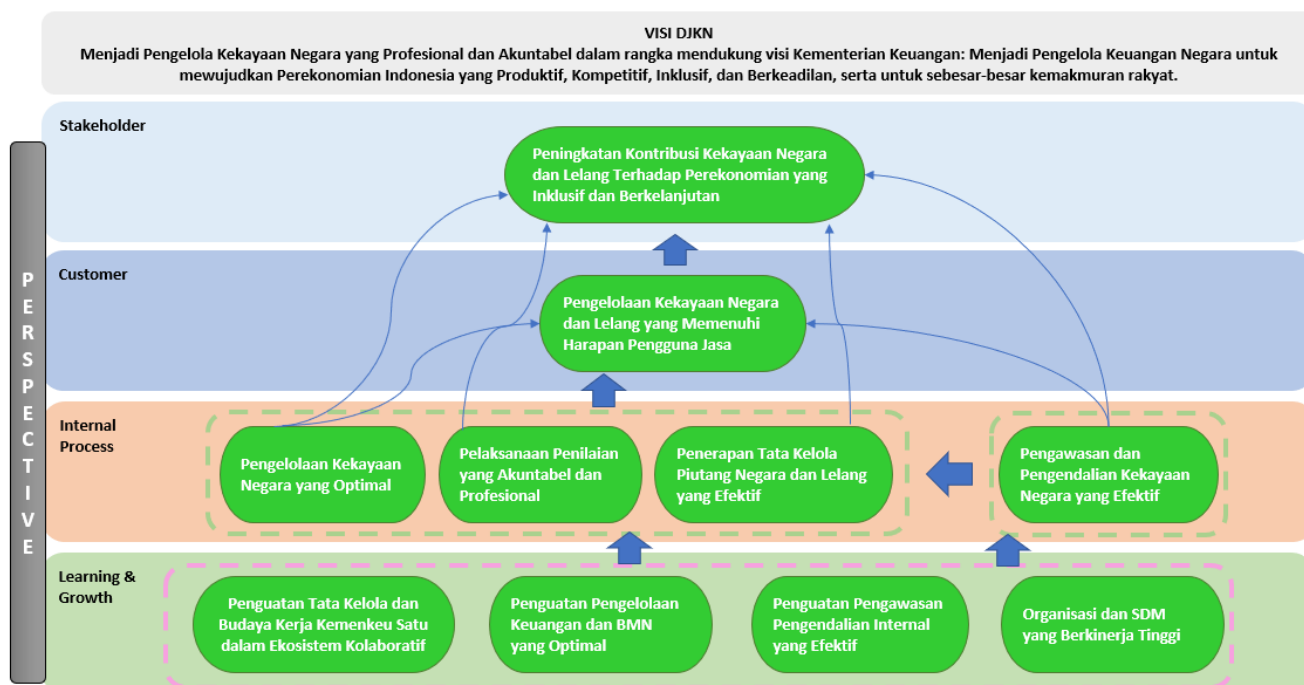 VISI DJKN
Menjadi Pengelola Kekayaan Negara yang Profesional dan Akuntabel dalam rangka mendukung visi Kementerian Keuangan: Menjadi Pengelola Keuangan Negara untuk
mewujudkan Perekonomian Indonesia yang Produktif, Kompetitif, Inklusif, dan Berkeadilan, serta untuk sebesar-besar kemakmuran rakyat.
PERSPECTIVE
Stakeholder
Peningkatan Kontribusi Kekayaan Negara
dan Lelang Terhadap Perekonomian yang
Inklusif dan Berkelanjutan
Customer
Pengelolaan Kekayaan Negara
dan Lelang yang Memenuhi
Harapan Pengguna Jasa
Internal
Process
Pengelolaan Kekayaan
Negara yang Optimal
Pelaksanaan Penilaian
yang Akuntabel dan
Profesional
Penerapan Tata Kelola
Piutang Negara dan Lelang
yang Efektif
Pengawasan dan
Pengendalian Kekayaan
Negara yang Efektif
Learning &
Growth
Penguatan Tata Kelola dan
Budaya Kerja Kemenkeu Satu
dalam Ekosistem Kolaboratif
Penguatan Pengelolaan
Keuangan dan BMN
yang Optimal
Penguatan Pengawasan
Pengendalian Internal
yang Efektif
Organisasi dan SDM
yang Berkinerja Tinggi